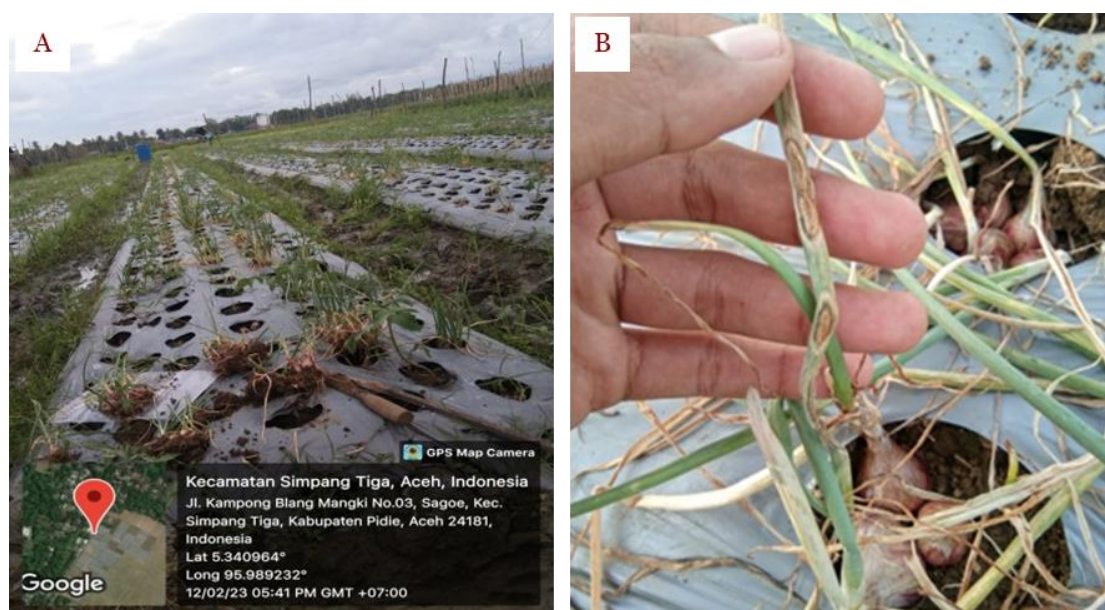 A
B
GPS Map Camera
Kecamatan Simpang Tiga, Aceh, Indonesia
Jl. Kampong Blang Mangki No.03, Sagoe, Kec.
Simpang Tiga, Kabupaten Pidie, Aceh 24181,
Indonesia
Lat 5.340964°
Long 95.989232°
12/02/23 05:41 PM GMT +07:00
Google